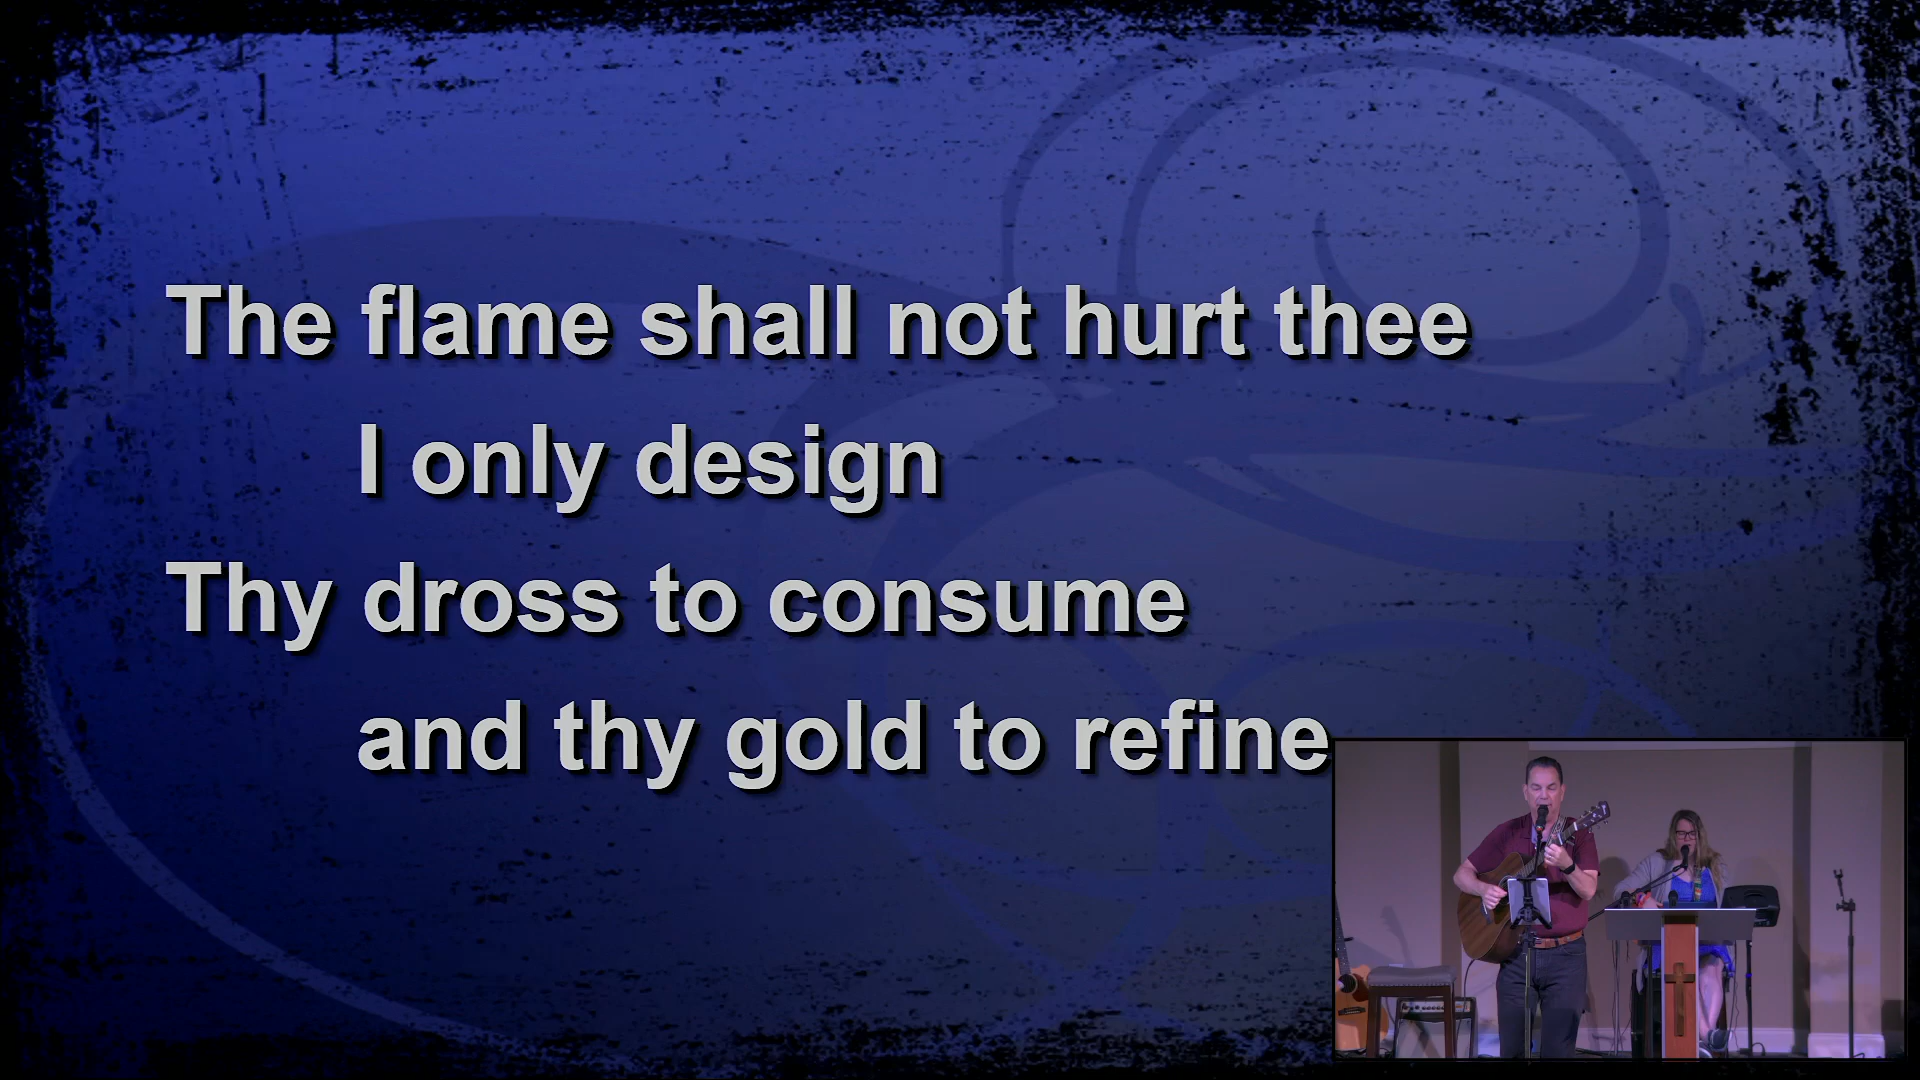 The flame shall not hurt thee
I only design
Thy dross to consume
and thy gold to refine